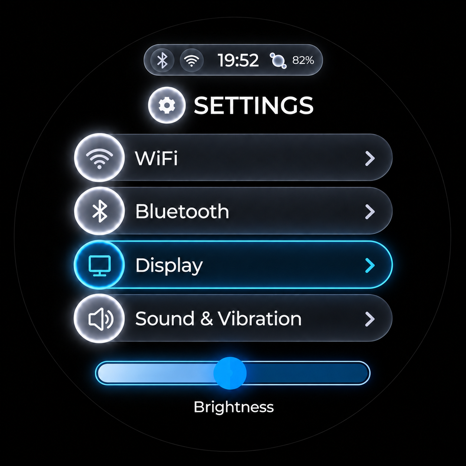 19:52 82%
SETTINGS
WiFi
Bluetooth
Display
Sound & Vibration
Brightness